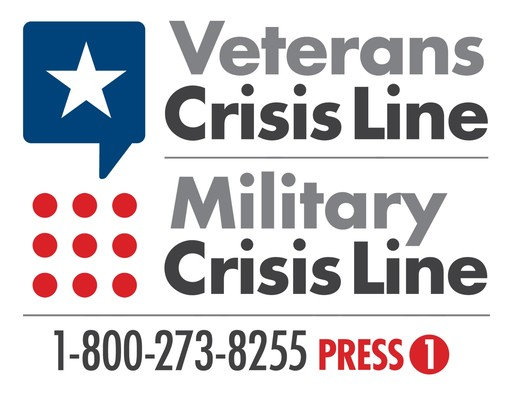 Veterans
Crisis Line
Military
Crisis Line
1-800-273-8255 PRESS 1